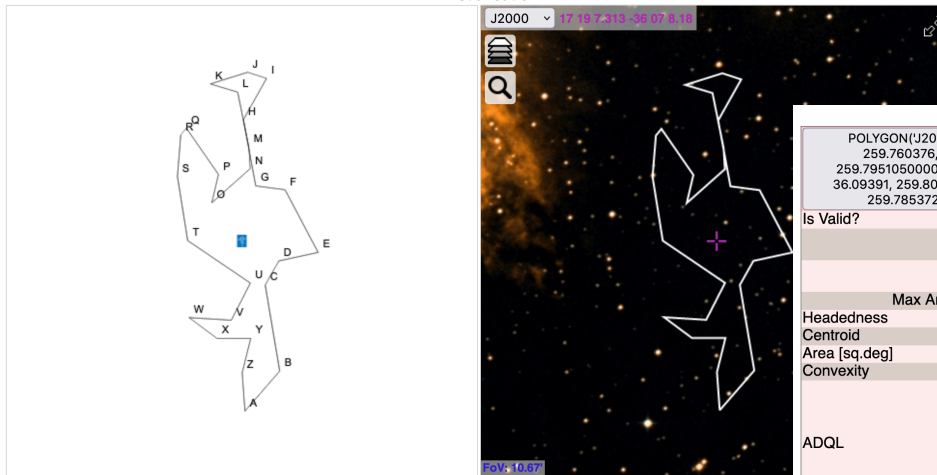 J2000 17 19 7.313 -36 07 8.18
J
K I
L
H
Q
R
M
N
S P
G F
O
T
E
D
U C
W V
X Y
Z B
A
POLYGON('J20
259.760376,
259.7951050000
36.09391, 259.80
259.785372
Is Valid?
Max A
Headedness
Centroid
Area [sq.deg]
Convexity
ADQL
FoV: 10.67'